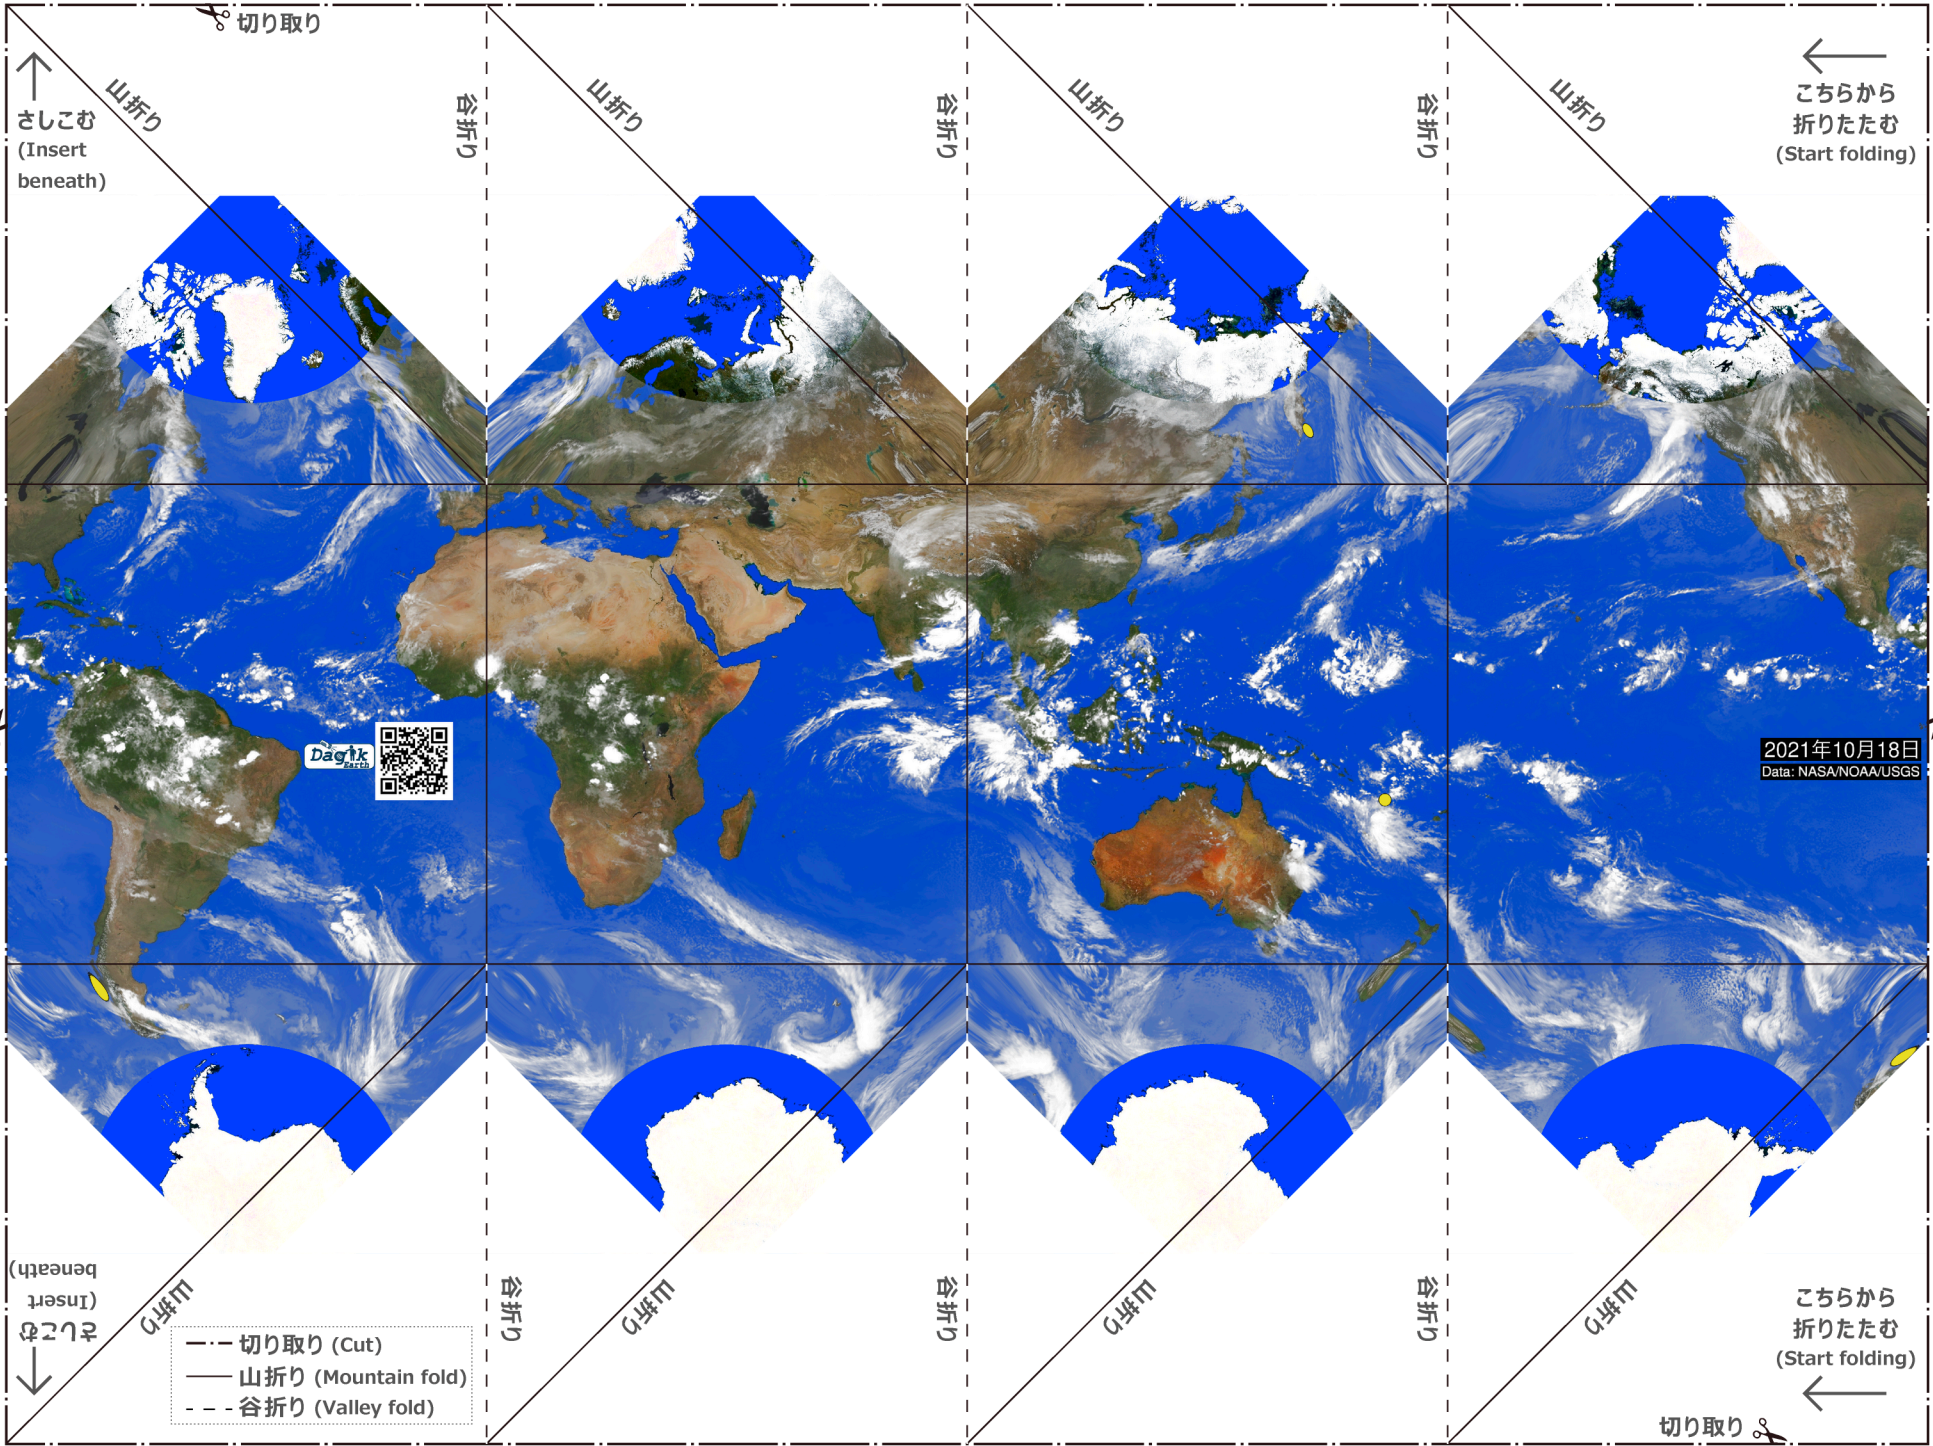 切り取り
山折り
谷折り
山折り
谷折り
山折り
谷折り
山折り
さしこむ
(Insert
beneath)
こちらから
折りたたむ
(Start folding)
Dagik
Earth
2021年10月18日
Data: NASA/NOAA/USGS
さしこむ
(Insert
beneath)
山折り
谷折り
山折り
谷折り
山折り
谷折り
山折り
切り取り (Cut)
山折り (Mountain fold)
谷折り (Valley fold)
こちらから
折りたたむ
(Start folding)
切り取り